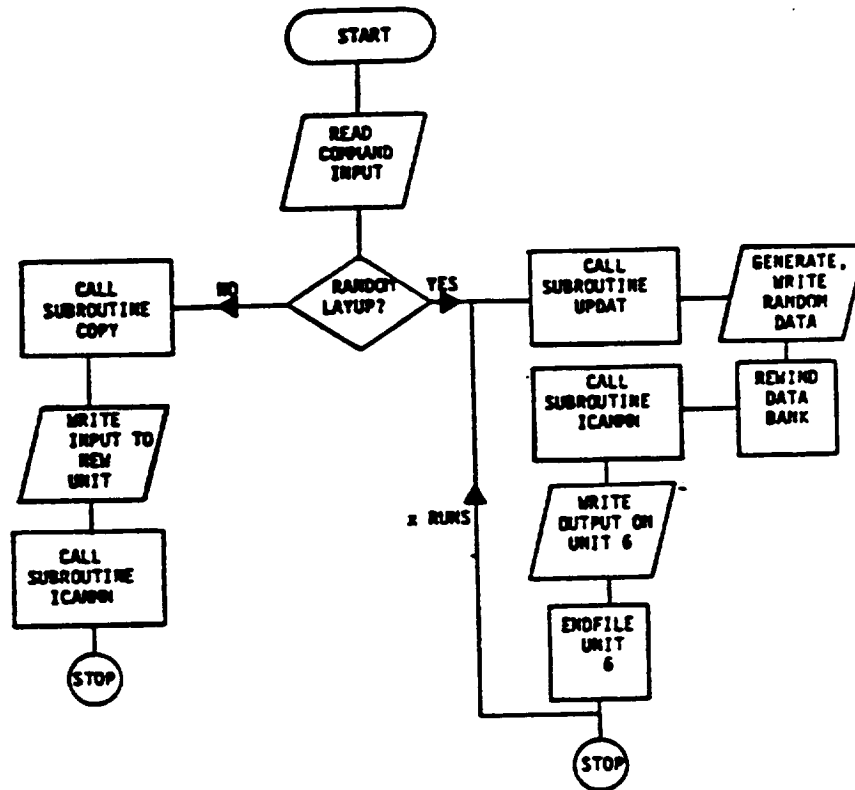 START
READ
COMMAND
INPUT
RANDOM
LAYUP?
NO
YES
CALL
SUBROUTINE
COPY
WRITE
INPUT TO
NEW
UNIT
CALL
SUBROUTINE
ICANMN
STOP
CALL
SUBROUTINE
UPDAT
GENERATE,
WRITE
RANDOM
DATA
REWIND
DATA
BANK
CALL
SUBROUTINE
ICANMN
WRITE
OUTPUT ON
UNIT 6
x RUNS
ENDFILE
UNIT
6
STOP